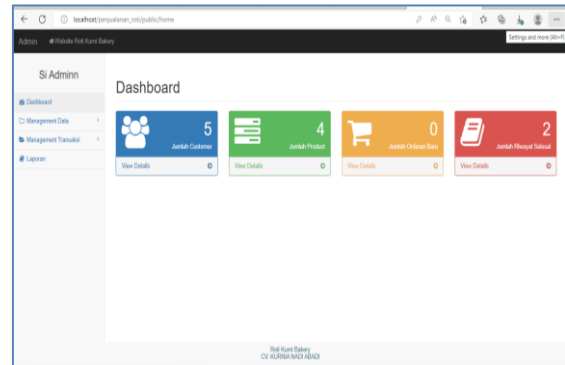 localhost/penjualanan_roti/public/home
Settings and more (Alt+F)
Admin Website Roti Kumi Bakery
Si Adminn
Dashboard
Management Data
Management Transaksi
Laporan
Dashboard
5
Jumlah Customer
View Details
4
Jumlah Product
View Details
0
Jumlah Orderan Baru
View Details
2
Jumlah Riwayat Selesai
View Details
Roti Kumi Bakery
CV. KURNIA NADI ABADI